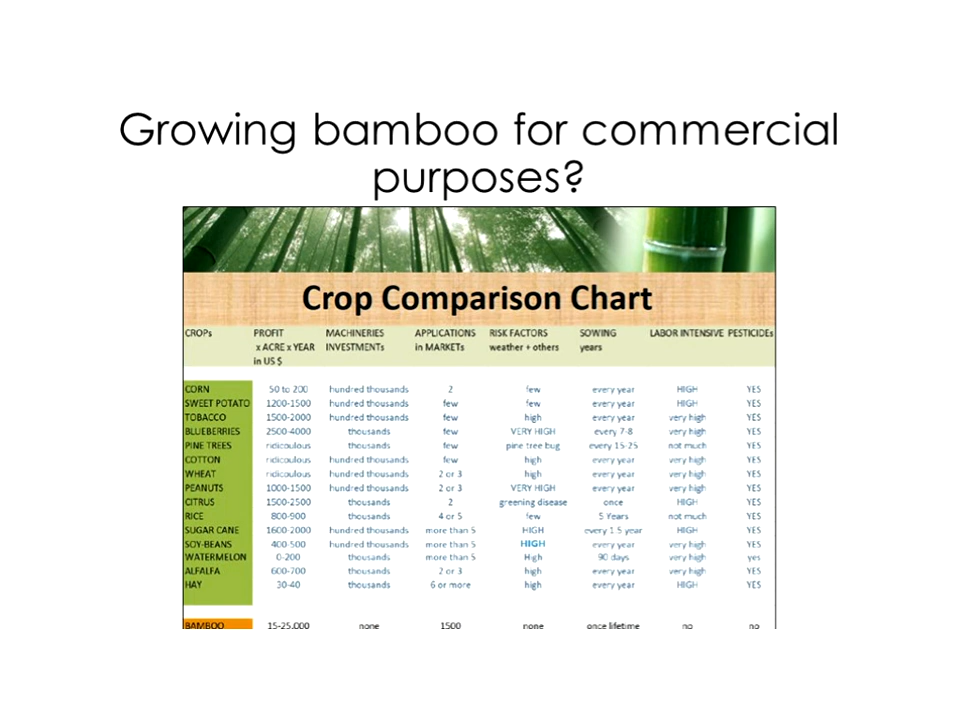 Growing bamboo for commercial
purposes?
Crop Comparison Chart
CROPs PROFIT MACHINERIES APPLICATIONS RISK FACTORS SOWING LABOR INTENSIVE PESTICIDEs
x ACRE x YEAR INVESTMENTs in MARKETs weather + others years
in US $
CORN 50 to 200 hundred thousands 2 few every year HIGH YES
SWEET POTATO 1200-1500 hundred thousands few few every year HIGH YES
TOBACCO 1500-2000 hundred thousands few high every year very high YES
BLUEBERRIES 2500-4000 thousands few VERY HIGH every 7-8 very high YES
PINE TREES ridicoulous thousands few pine tree bug every 15-25 not much YES
COTTON ridicoulous hundred thousands few high every year very high YES
WHEAT ridicoulous hundred thousands 2 or 3 high every year very high YES
PEANUTS 1000-1500 hundred thousands 2 or 3 VERY HIGH every year very high YES
CITRUS 1500-2500 thousands 2 greening disease once HIGH YES
RICE 800-900 thousands 4 or 5 few 5 Years not much YES
SUGAR CANE 1600-2000 hundred thousands more than 5 HIGH every 1.5 year HIGH YES
SOY-BEANS 400-500 hundred thousands more than 5 HIGH every year very high YES
WATERMELON 0-200 thousands more than 5 High 90 days very high yes
ALFALFA 600-700 thousands 2 or 3 high every year very high YES
HAY 30-40 thousands 6 or more high every year HIGH YES
BAMBOO 15-25.000 none 1500 none once lifetime no no